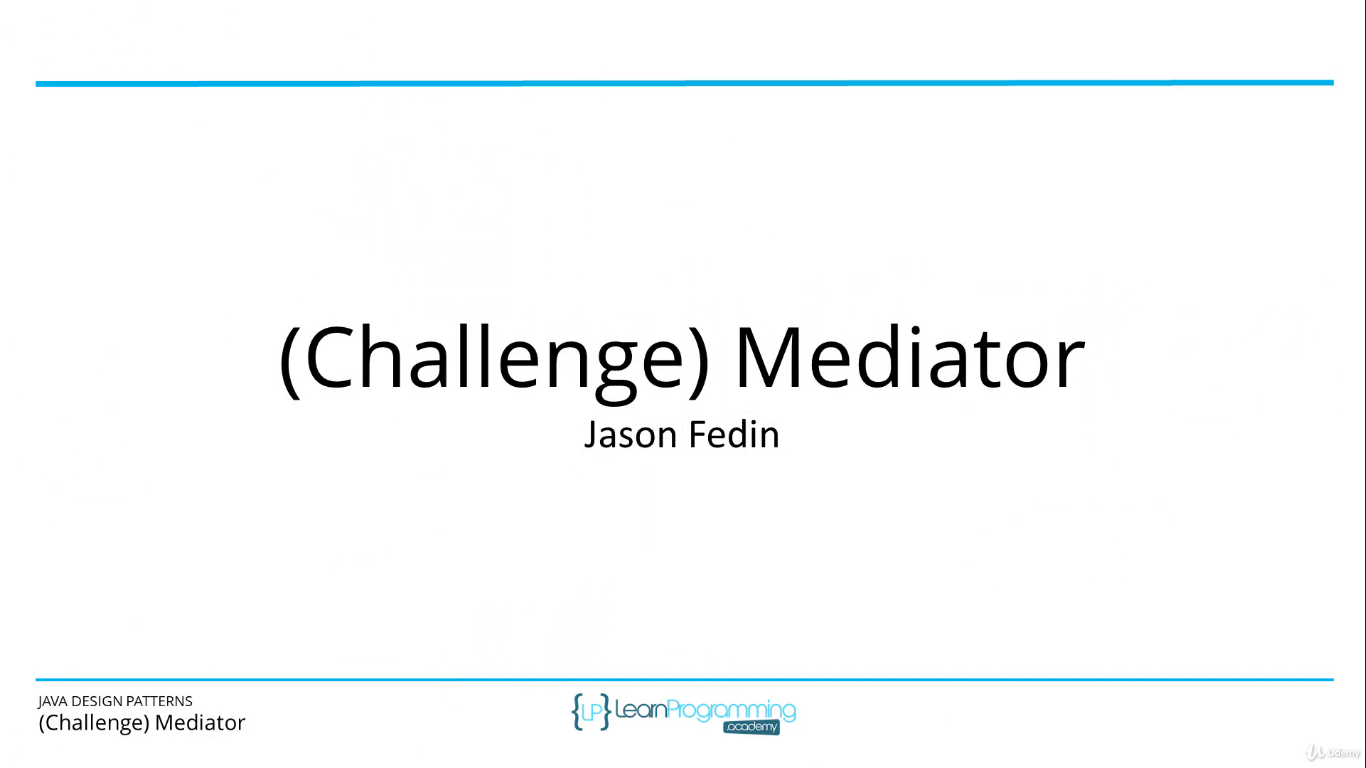 (Challenge) Mediator
Jason Fedin
JAVA DESIGN PATTERNS
(Challenge) Mediator
{LP} LearnProgramming
.academy
Udemy